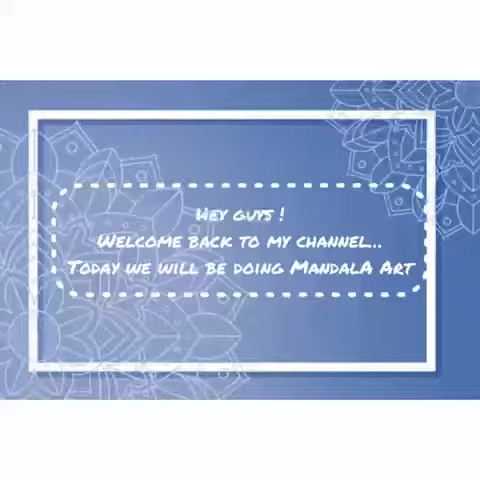 Hey guys !
Welcome back to my channel...
Today we will be doing MandalA Art